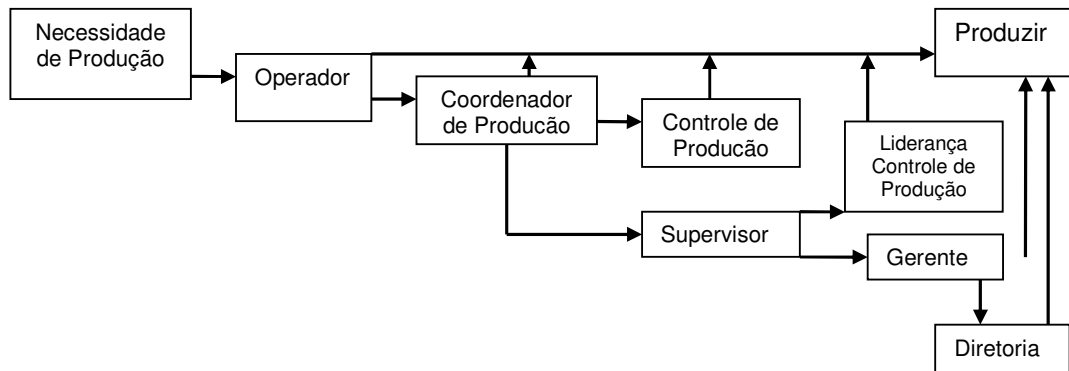 Necessidade
de Produção
Operador
Coordenador
de Producão
Controle de
Producão
Liderança
Controle de
Produção
Produzir
Supervisor
Gerente
Diretoria